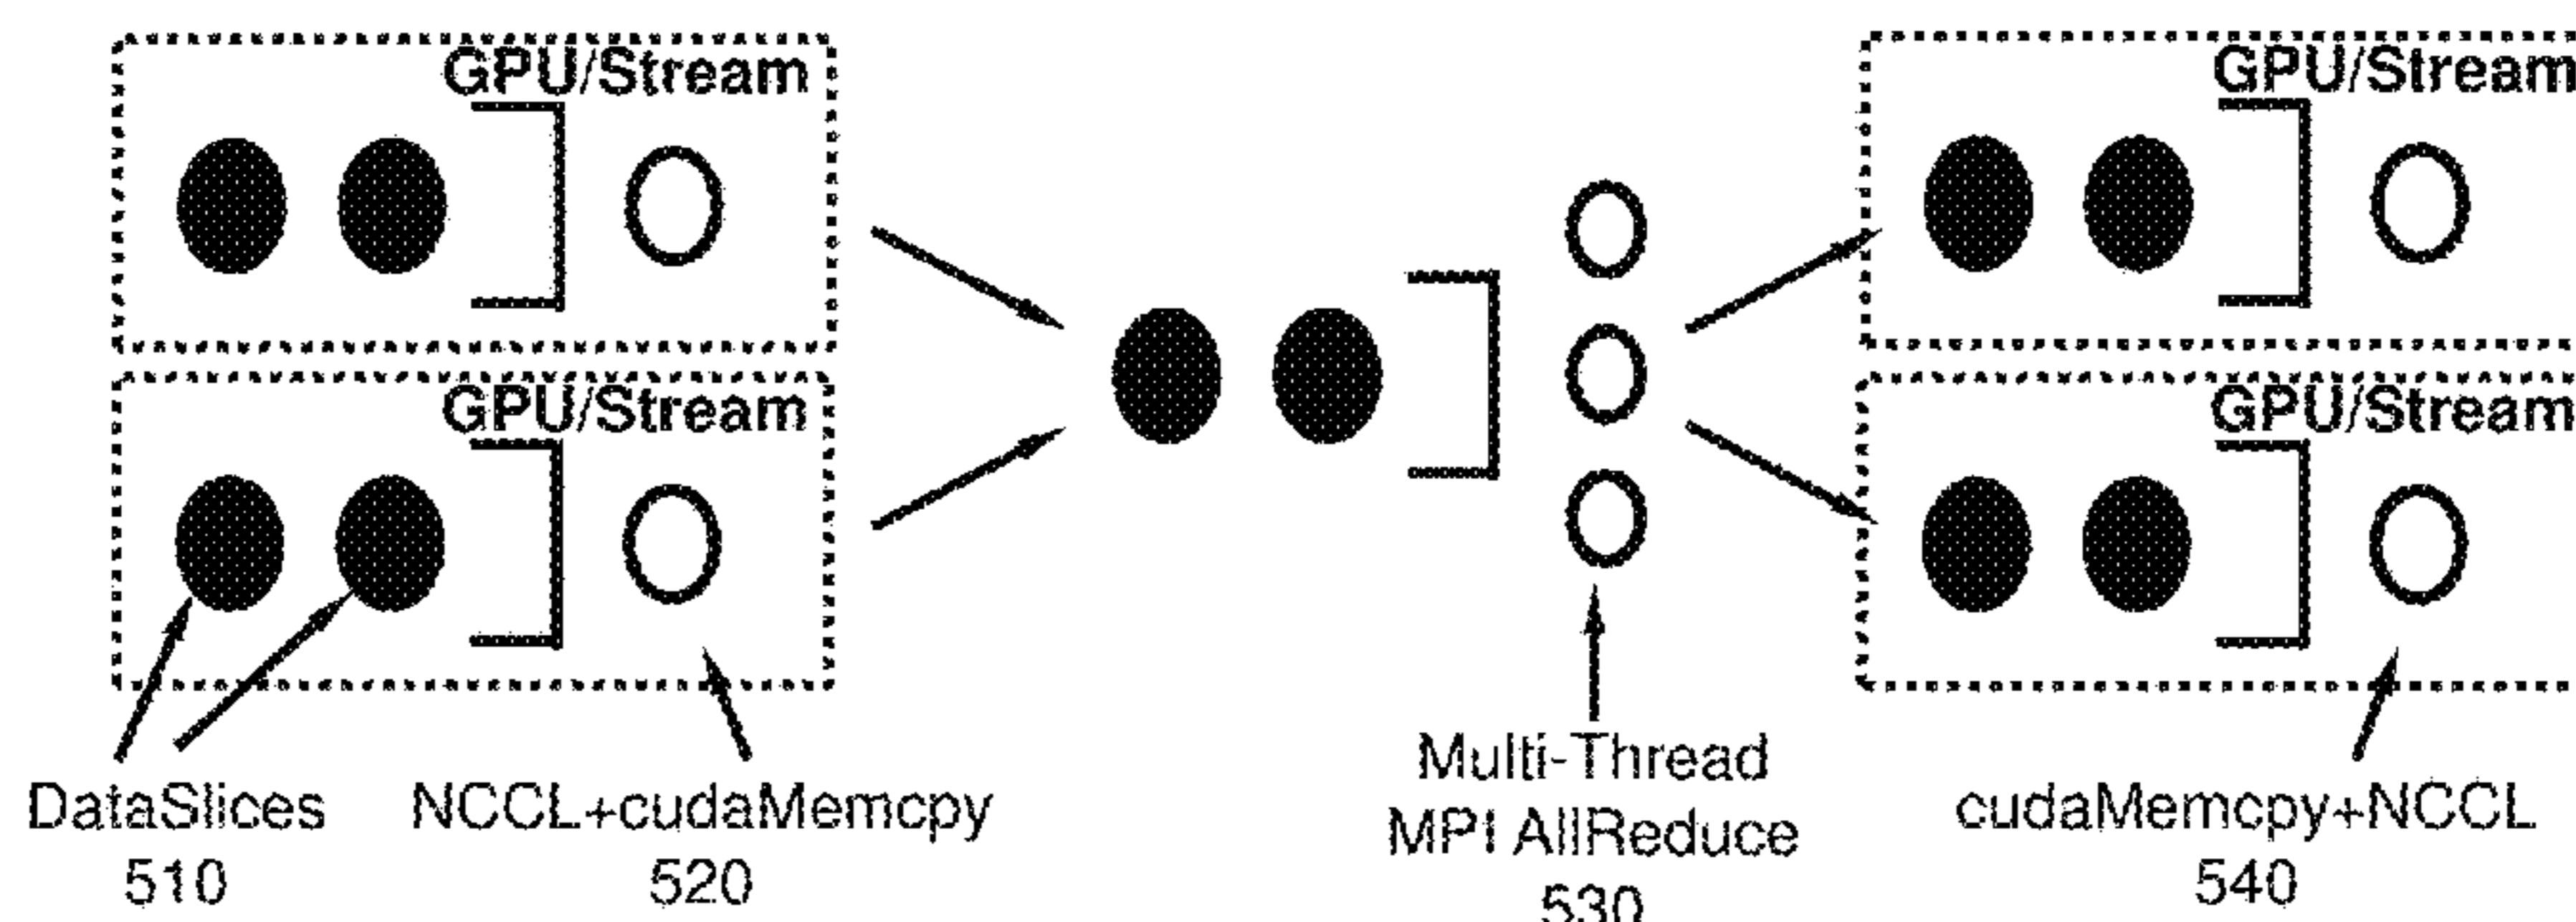 GPU/Stream
GPU/Stream
GPU/Stream
GPU/Stream
DataSlices
510
NCCL+cudaMemcpy
520
Multi-Thread
MPI AllReduce
530
cudaMemcpy+NCCL
540